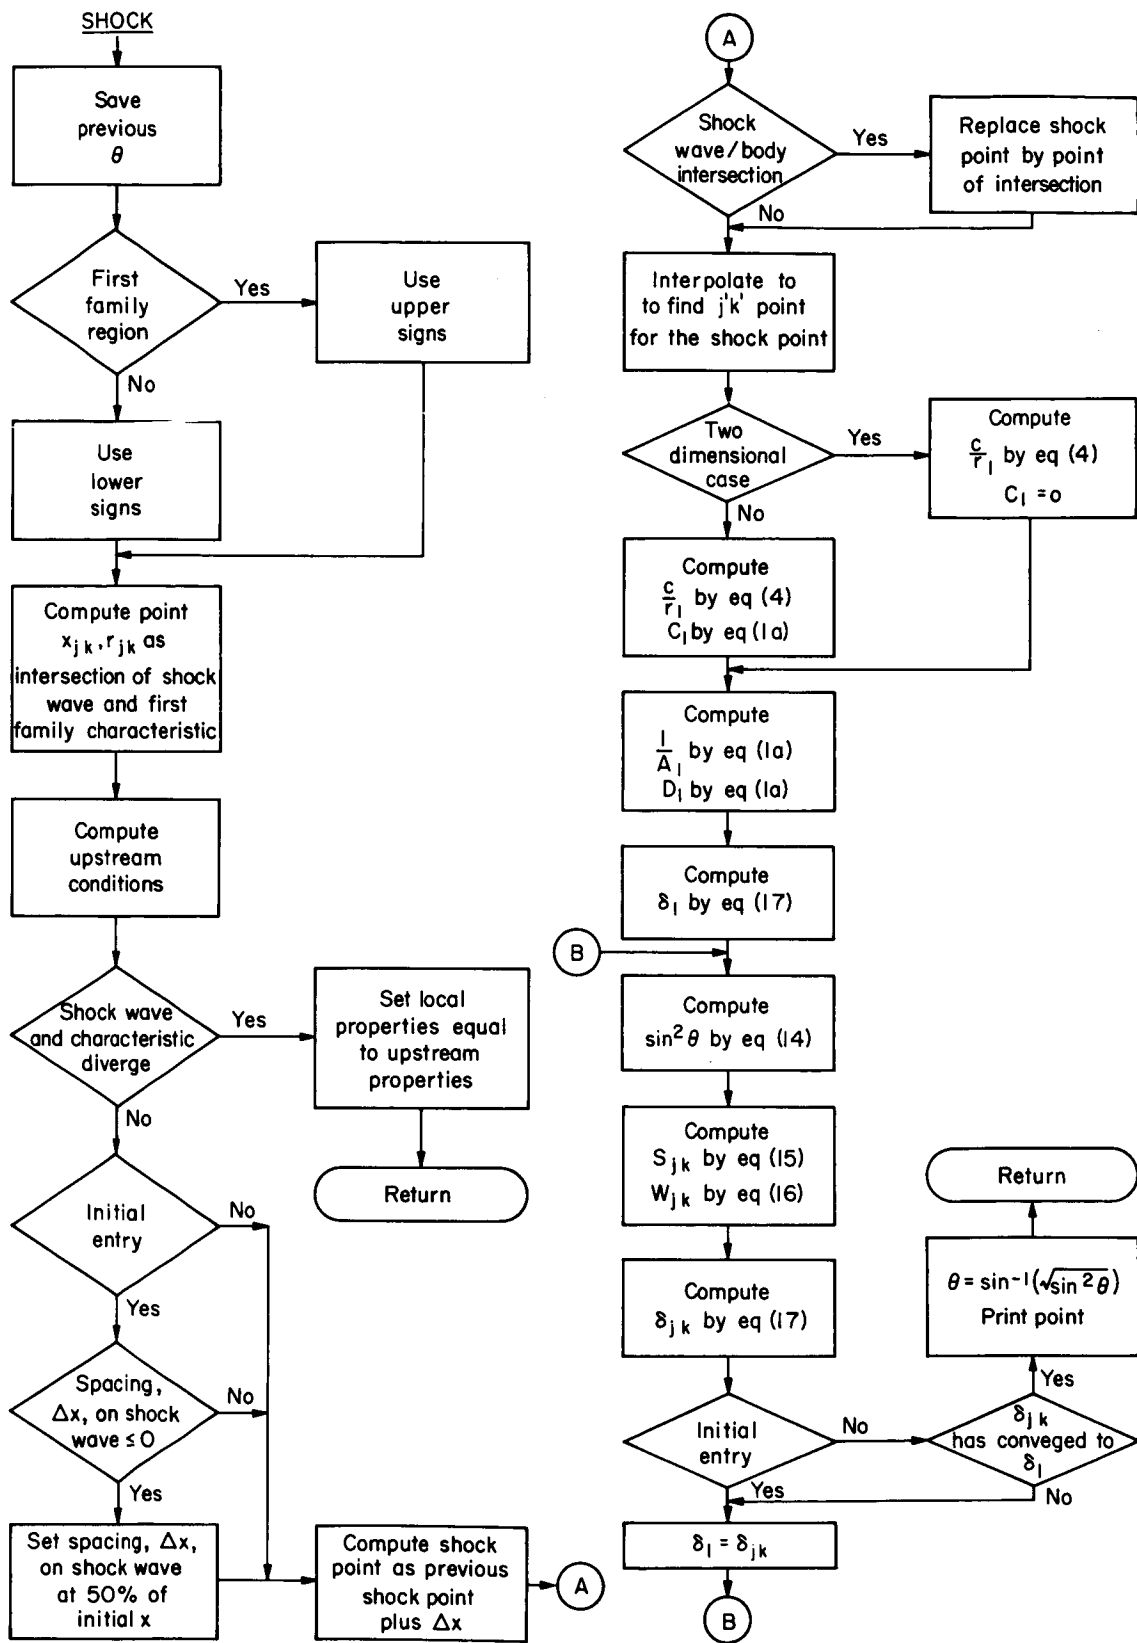 SHOCK
Save
previous
θ
First
family
region
Yes
No
Use
upper
signs
Use
lower
signs
Compute point
x_jk, r_jk as
intersection of shock
wave and first
family characteristic
Compute
upstream
conditions
Shock wave
and characteristic
diverge
Yes
No
Set local
properties equal
to upstream
properties
Return
Initial
entry
No
Yes
Spacing,
Δx, on shock
wave ≤ 0
No
Yes
Set spacing, Δx,
on shock wave
at 50% of
initial x
Compute shock
point as previous
shock point
plus Δx
A
A
Shock
wave/body
intersection
Yes
No
Replace shock
point by point
of intersection
Interpolate to
to find j'k' point
for the shock point
Two
dimensional
case
Yes
No
Compute
c/r_1 by eq (4)
C_1 = o
Compute
c/r_1 by eq (4)
C_1 by eq (1a)
Compute
1/A_1 by eq (1a)
D_1 by eq (1a)
Compute
δ_1 by eq (17)
B
Compute
sin²θ by eq (14)
Compute
S_jk by eq (15)
W_jk by eq (16)
Compute
δ_jk by eq (17)
Initial
entry
No
Yes
δ_jk
has conveged to
δ_1
Yes
No
θ = sin-1(√sin²θ)
Print point
Return
δ_1 = δ_jk
B